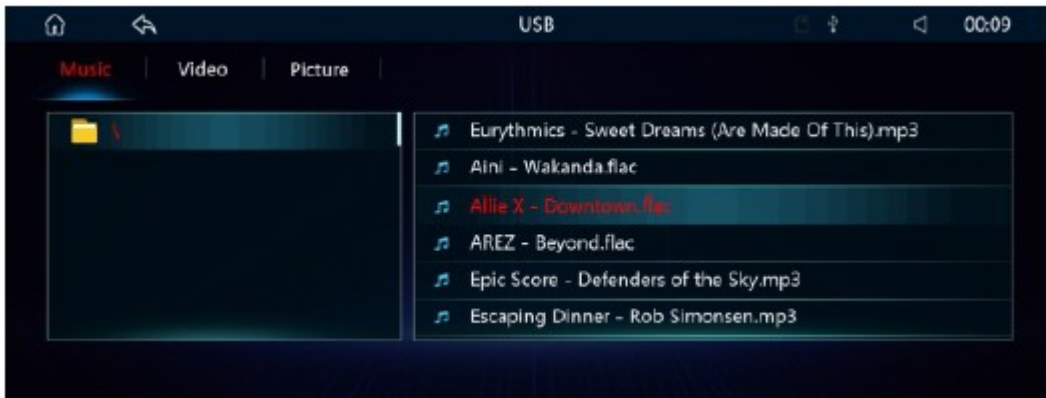 USB 00:09
Music Video Picture
\
Eurythmics - Sweet Dreams (Are Made Of This).mp3
Aini - Wakanda.flac
Allie X - Downtown.flac
AREZ - Beyond.flac
Epic Score - Defenders of the Sky.mp3
Escaping Dinner - Rob Simonsen.mp3